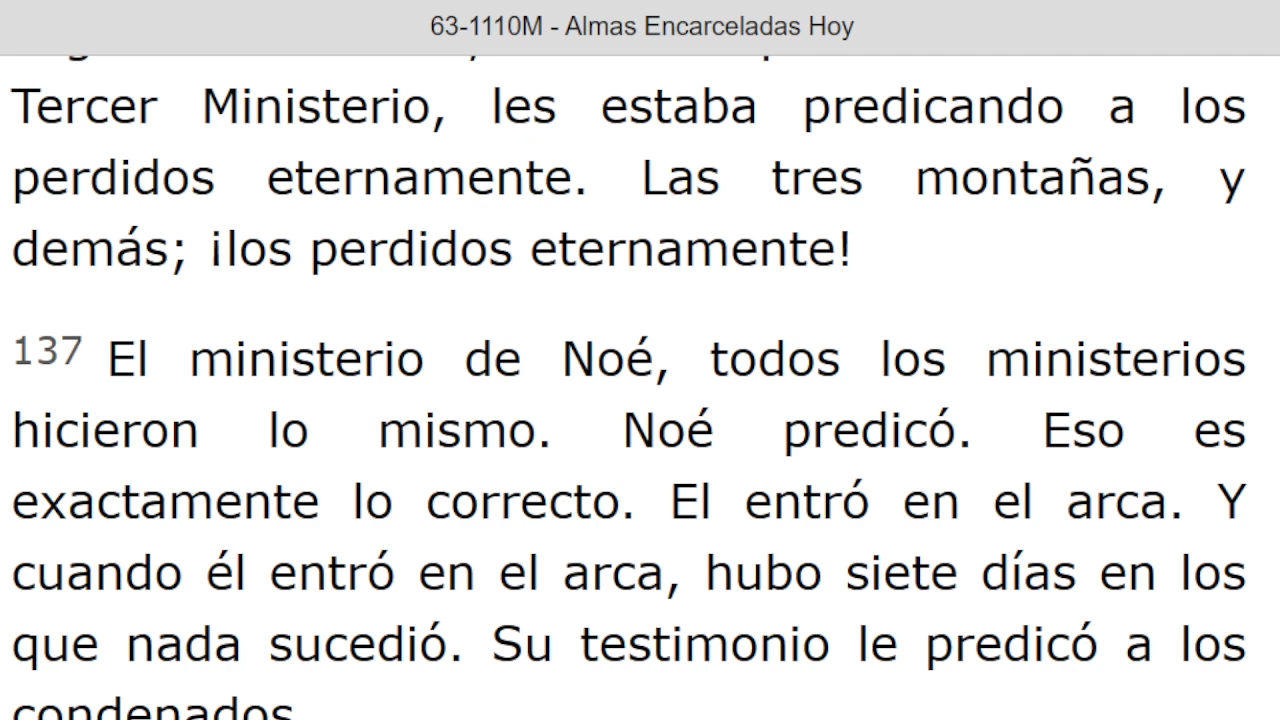 63-1110M - Almas Encarceladas Hoy
Tercer Ministerio, les estaba predicando a los
perdidos eternamente. Las tres montañas, y
demás; ¡los perdidos eternamente!
137 El ministerio de Noé, todos los ministerios
hicieron lo mismo. Noé predicó. Eso es
exactamente lo correcto. El entró en el arca. Y
cuando él entró en el arca, hubo siete días en los
que nada sucedió. Su testimonio le predicó a los
condenados.